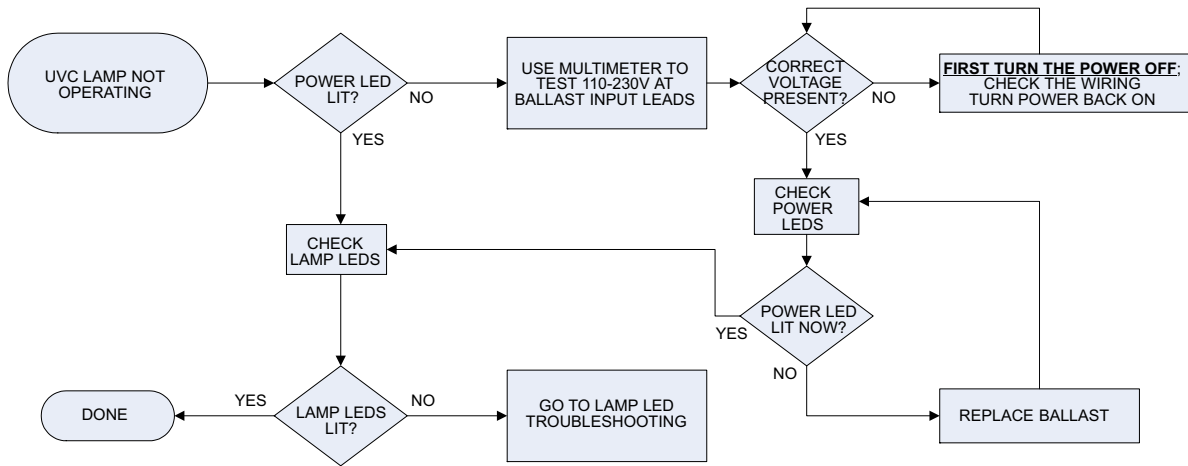 UVC LAMP NOT
OPERATING
POWER LED
LIT?
NO
YES
USE MULTIMETER TO
TEST 110-230V AT
BALLAST INPUT LEADS
CORRECT
VOLTAGE
PRESENT?
NO
YES
FIRST TURN THE POWER OFF;
CHECK THE WIRING
TURN POWER BACK ON
CHECK
POWER
LEDS
CHECK
LAMP LEDS
POWER LED
LIT NOW?
YES
NO
REPLACE BALLAST
LAMP LEDS
LIT?
YES
NO
DONE
GO TO LAMP LED
TROUBLESHOOTING